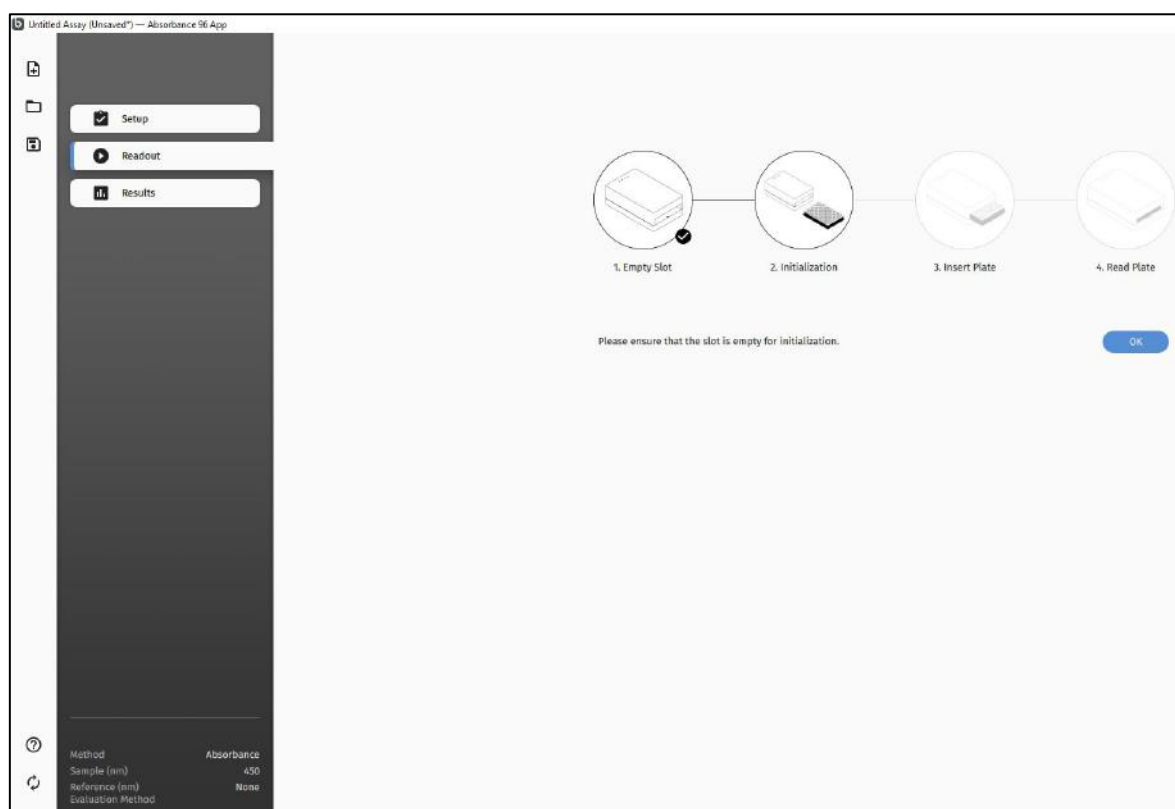 Untitled Assay (Unsaved*) — Absorbance 96 App
Setup
Readout
Results
1. Empty Slot
2. Initialization
3. Insert Plate
4. Read Plate
Please ensure that the slot is empty for initialization.
OK
Method Absorbance
Sample (nm) 450
Reference (nm) None
Evaluation Method